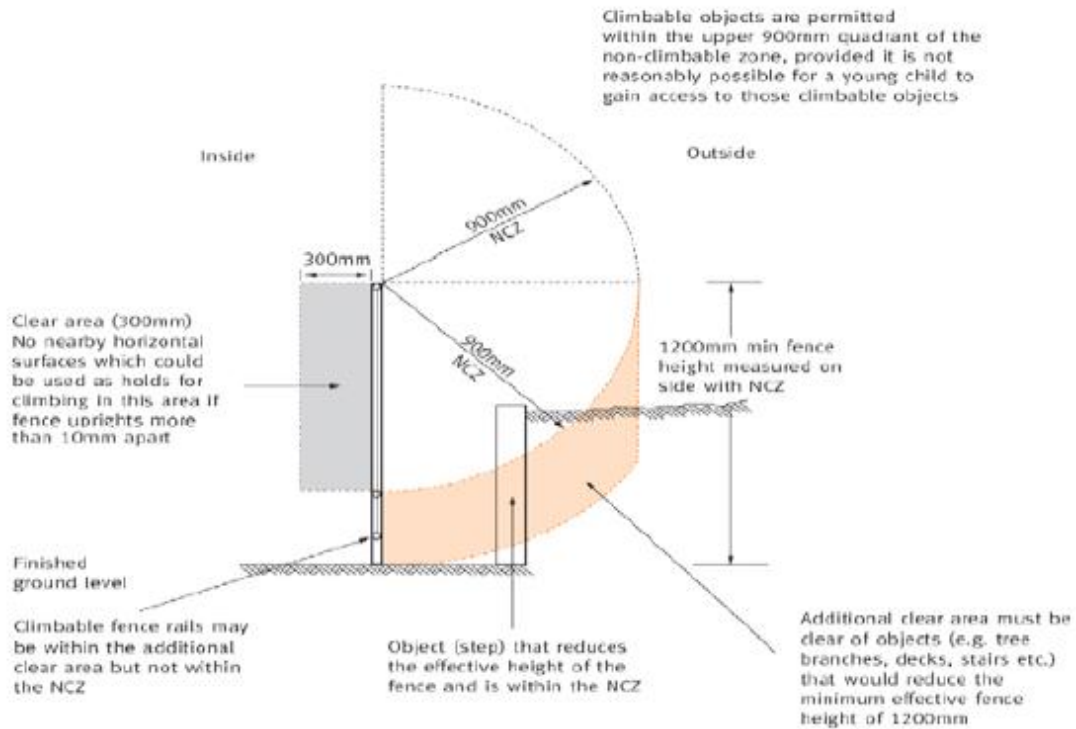 Climbable objects are permitted
within the upper 900mm quadrant of the
non-climbable zone, provided it is not
reasonably possible for a young child to
gain access to those climbable objects
Inside
Outside
900mm
NCZ
300mm
Clear area (300mm)
No nearby horizontal
surfaces which could
be used as holds for
climbing in this area if
fence uprights more
than 10mm apart
900mm
NCZ
1200mm min fence
height measured on
side with NCZ
Finished
ground level
Climbable fence rails may
be within the additional
clear area but not within
the NCZ
Object (step) that reduces
the effective height of the
fence and is within the NCZ
Additional clear area must be
clear of objects (e.g. tree
branches, decks, stairs etc.)
that would reduce the
minimum effective fence
height of 1200mm